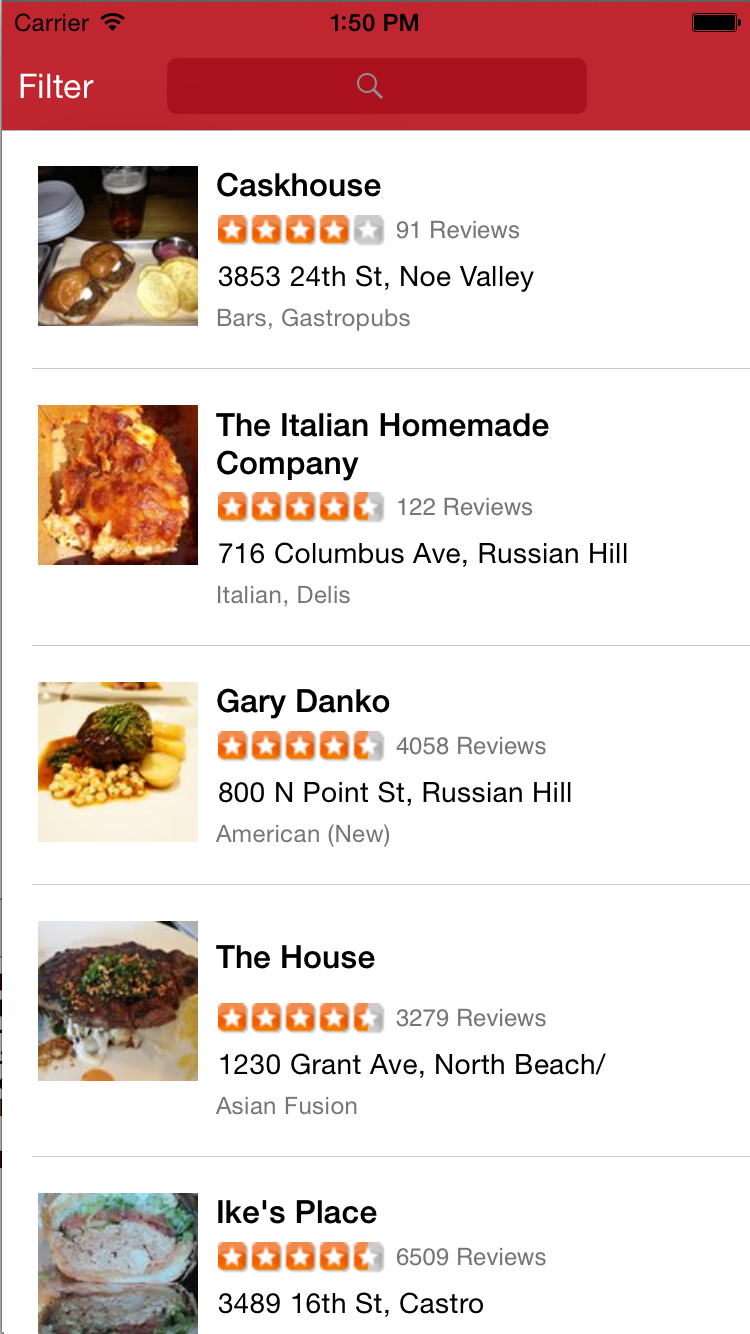 Carrier 1:50 PM
Filter
Caskhouse
91 Reviews
3853 24th St, Noe Valley
Bars, Gastropubs
The Italian Homemade
Company
122 Reviews
716 Columbus Ave, Russian Hill
Italian, Delis
Gary Danko
4058 Reviews
800 N Point St, Russian Hill
American (New)
The House
3279 Reviews
1230 Grant Ave, North Beach/
Asian Fusion
Ike's Place
6509 Reviews
3489 16th St, Castro